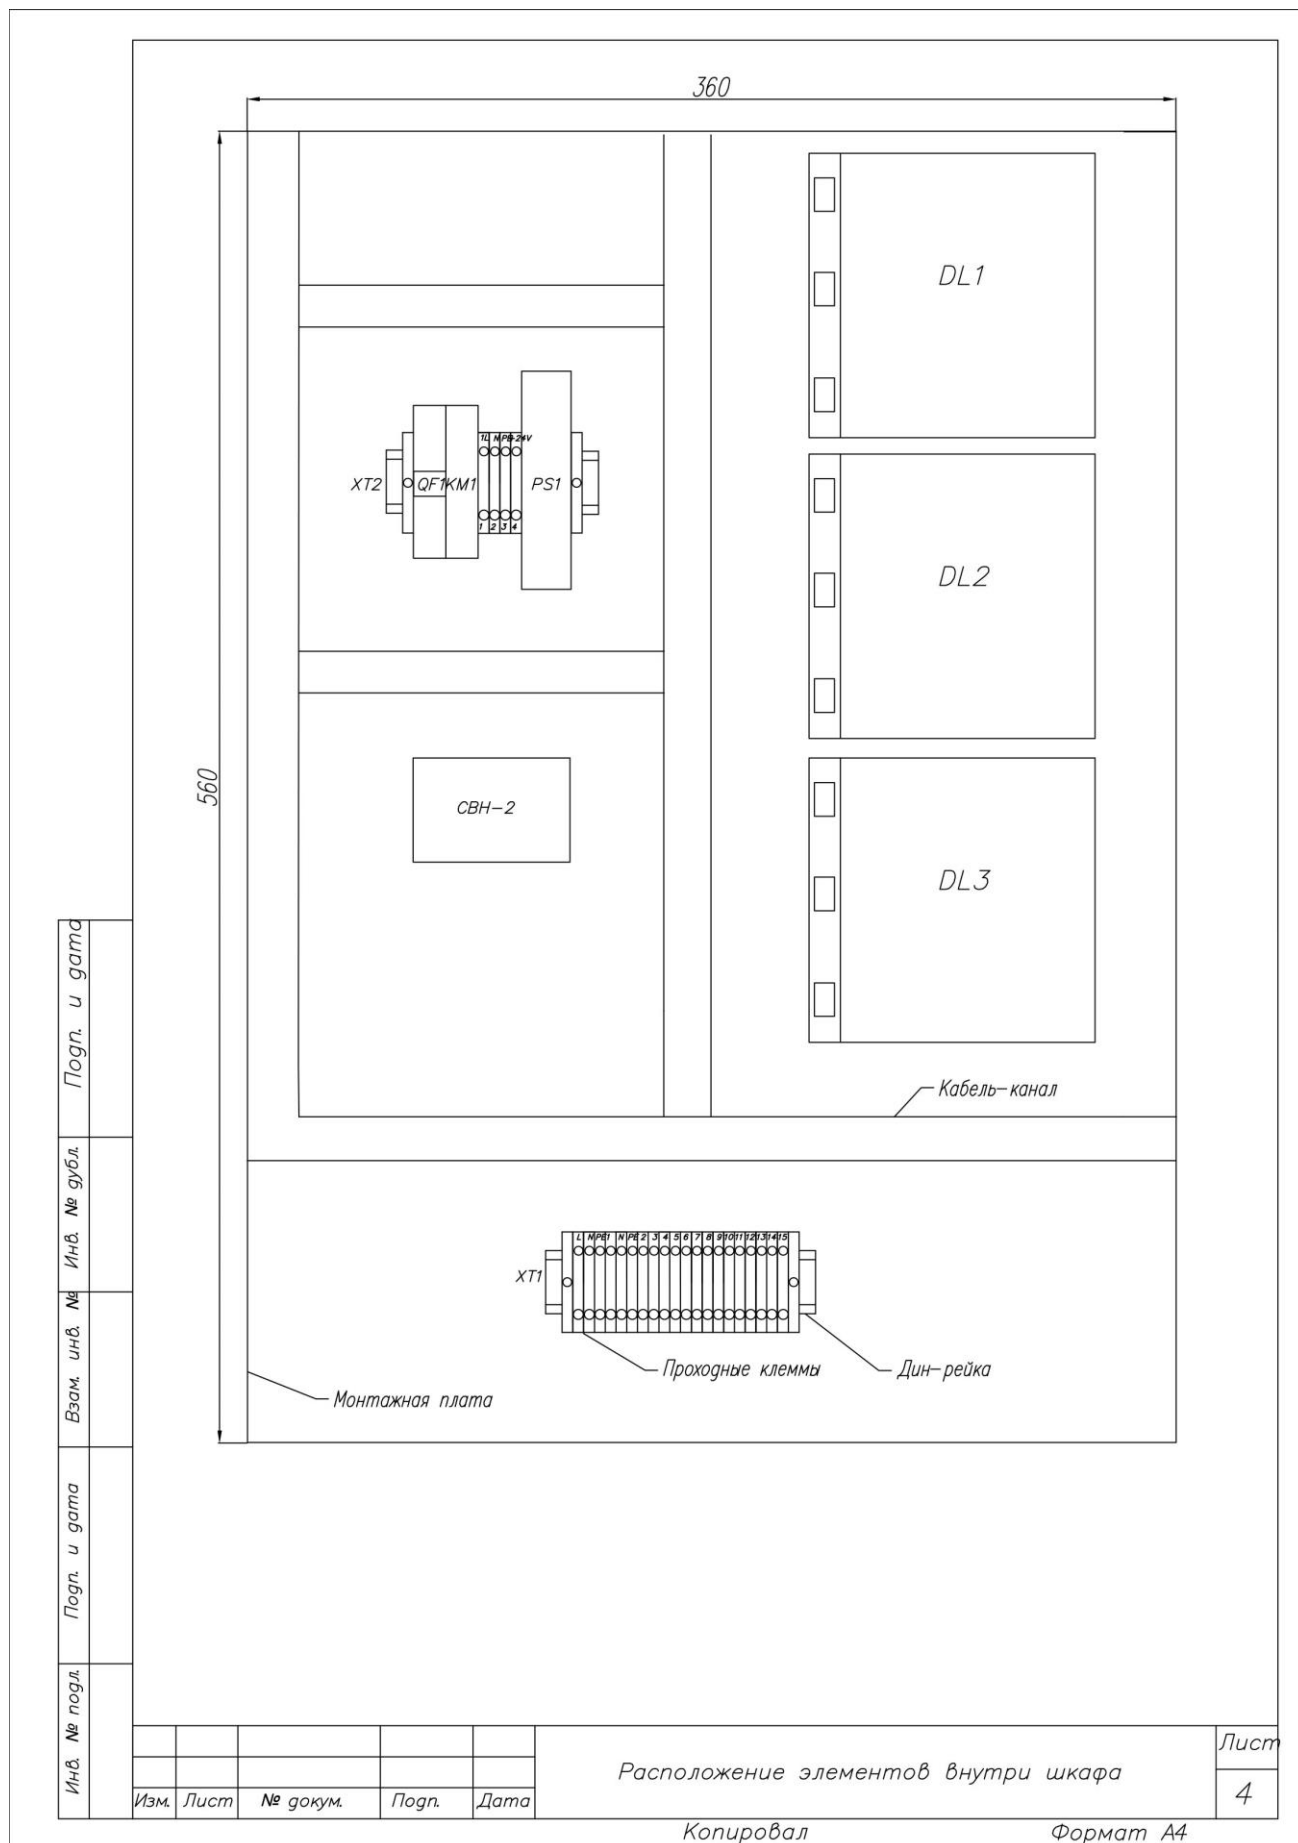 360
560
DL1
1L N PE -24V
XT2 QF1 KM1 PS1
1 2 3 4
DL2
СВН-2
DL3
Кабель-канал
L N PE 1 N PE 2 3 4 5 6 7 8 9 10 11 12 13 14 15
XT1
Проходные клеммы
Дин-рейка
Монтажная плата
Подп. и дата
Инв. № дубл.
Взам. инв. №
Подп. и дата
Инв. № подл.
Изм. Лист № докум. Подп. Дата
Расположение элементов внутри шкафа
Лист
4
Копировал Формат А4